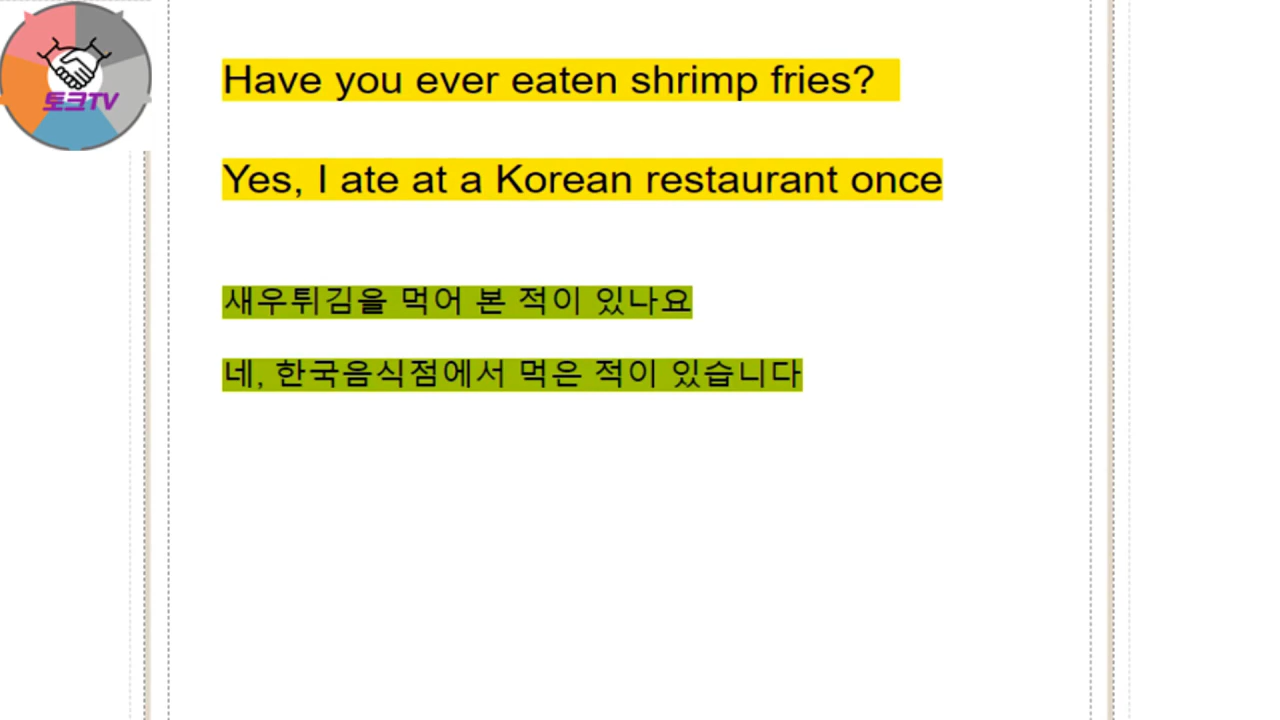 토크TV
Have you ever eaten shrimp fries?
Yes, I ate at a Korean restaurant once
새우튀김을 먹어 본 적이 있나요
네, 한국음식점에서 먹은 적이 있습니다